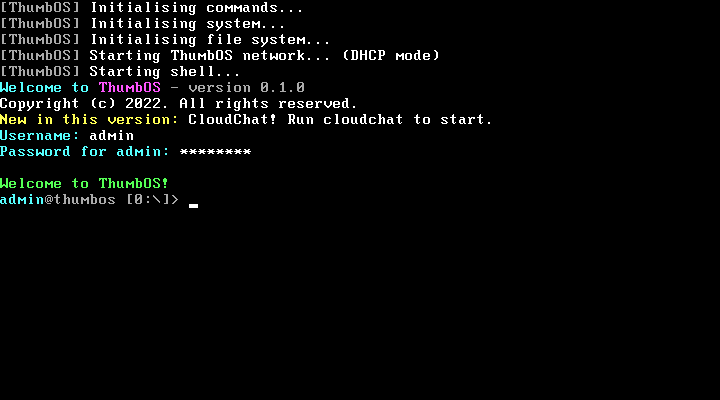 [ThumbOS] Initialising commands...
[ThumbOS] Initialising system...
[ThumbOS] Initialising file system...
[ThumbOS] Starting ThumbOS network... (DHCP mode)
[ThumbOS] Starting shell...
Welcome to ThumbOS - version 0.1.0
Copyright (c) 2022. All rights reserved.
New in this version: CloudChat! Run cloudchat to start.
Username: admin
Password for admin: ********
Welcome to ThumbOS!
admin@thumbos [0:\]> _